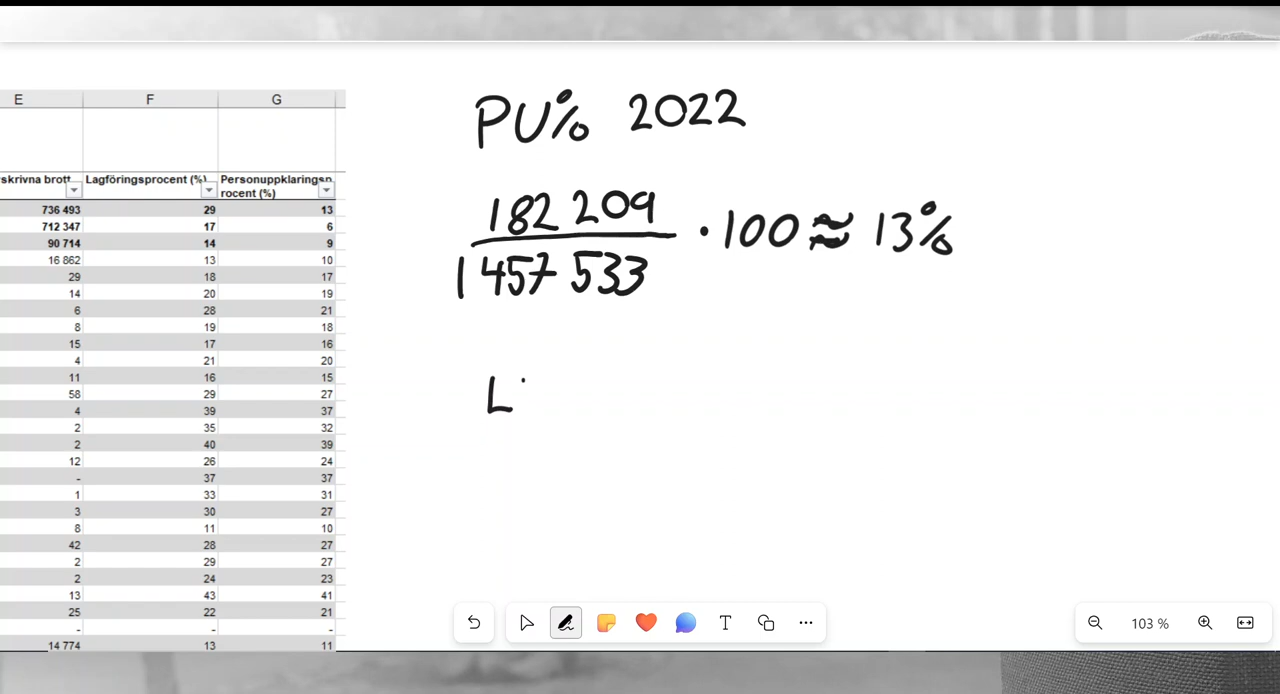 E F G
skrivna brott Lagföringsprocent (%) Personuppklaringsp
rocent (%)
736 493 29 13
712 347 17 6
90 714 14 9
16 862 13 10
29 18 17
14 20 19
6 28 21
8 19 18
15 17 16
4 21 20
11 16 15
58 29 27
4 39 37
2 35 32
2 40 39
12 26 24
- 37 37
1 33 31
3 30 27
8 11 10
42 28 27
2 29 27
2 24 23
13 43 41
25 22 21
- - -
14 774 13 11
PU% 2022
182 209
1 457 533
· 100 ≈ 13%
L
T
103 %